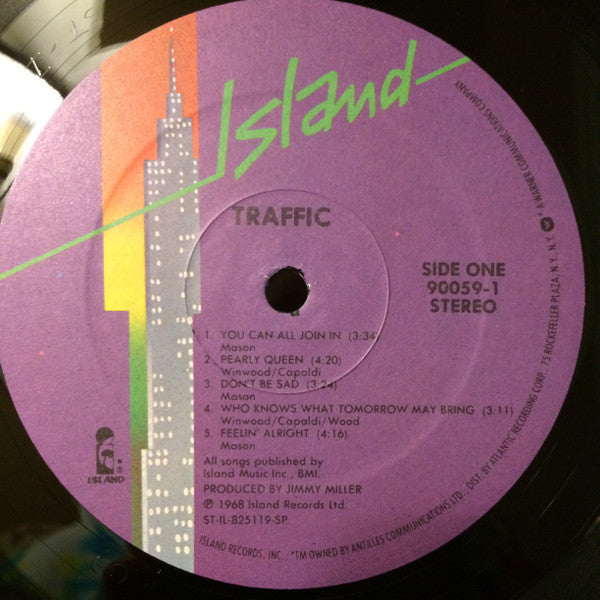 Island
TRAFFIC
SIDE ONE
90059-1
STEREO
1. YOU CAN ALL JOIN IN (3:34)
Mason
2. PEARLY QUEEN (4:20)
Winwood/Capaldi
3. DON'T BE SAD (3:24)
Mason
4. WHO KNOWS WHAT TOMORROW MAY BRING (3:11)
Winwood/Capaldi/Wood
5. FEELIN' ALRIGHT (4:16)
Mason
All songs published by
Island Music Inc., BMI.
PRODUCED BY JIMMY MILLER
℗ 1968 Island Records Ltd.
ST-IL-825119-SP
®
ISLAND
ISLAND RECORDS, INC., *TM OWNED BY ANTILLES COMMUNICATIONS, LTD., DIST. BY ATLANTIC RECORDING CORP. 75 ROCKEFELLER PLAZA, N.Y., N.Y. A WARNER COMMUNICATIONS COMPANY